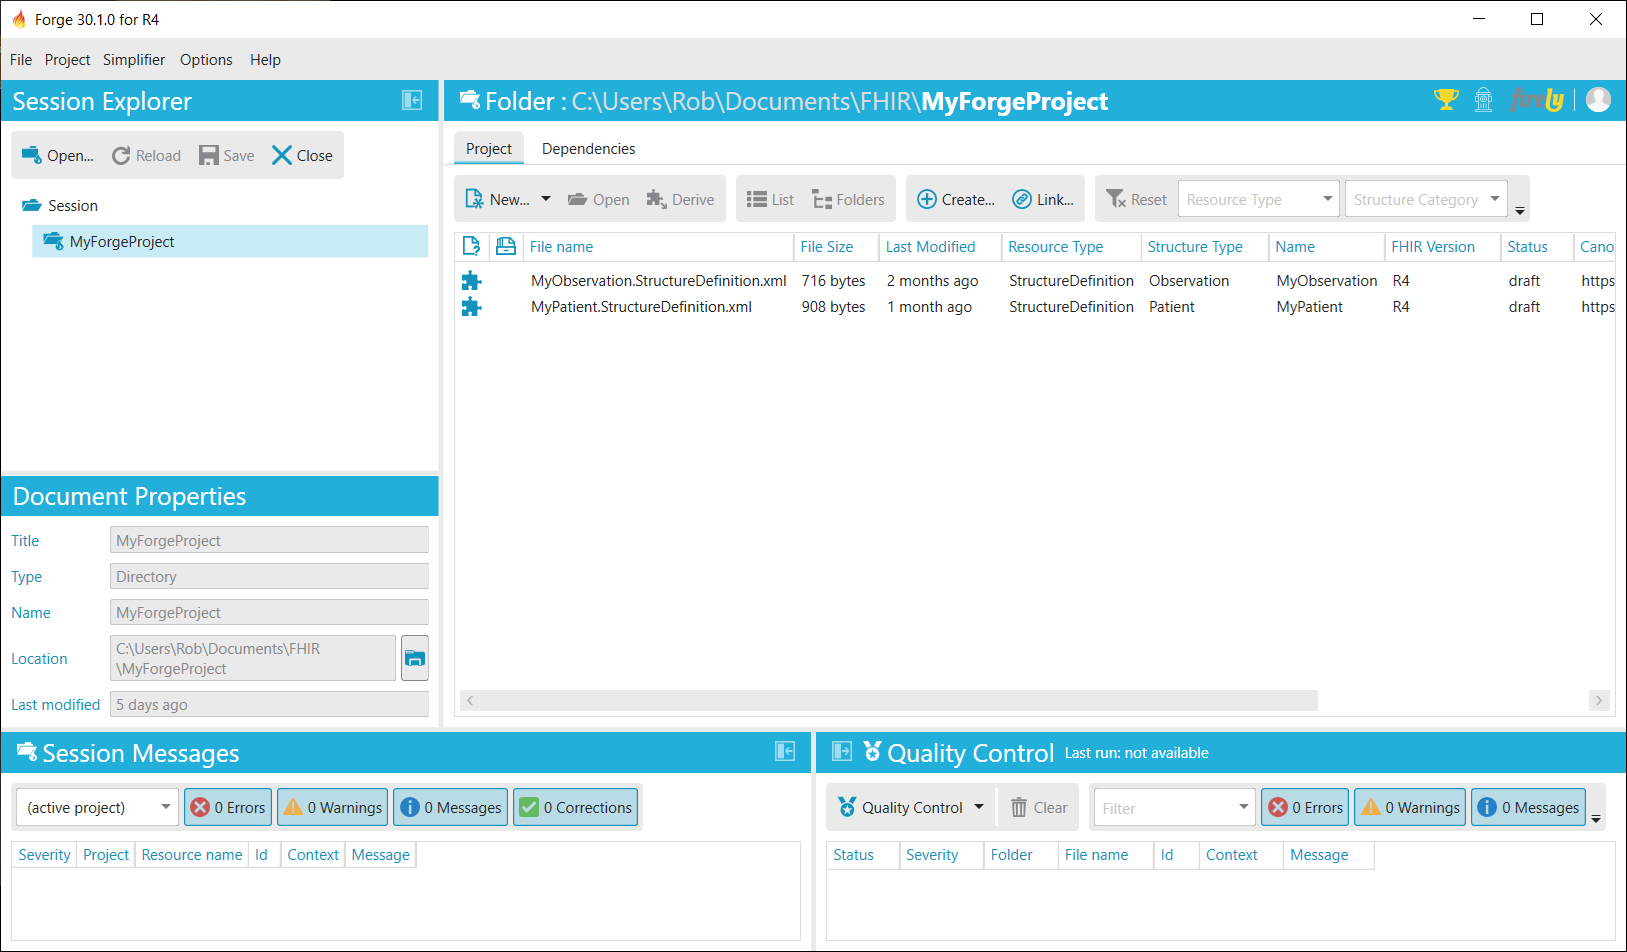 Forge 30.1.0 for R4
File Project Simplifier Options Help
Session Explorer
Open... Reload Save Close
Session
MyForgeProject
Folder : C:\Users\Rob\Documents\FHIR\MyForgeProject
firely
Project Dependencies
New... Open Derive List Folders Create... Link... Reset Resource Type Structure Category
File name File Size Last Modified Resource Type Structure Type Name FHIR Version Status Cano
MyObservation.StructureDefinition.xml 716 bytes 2 months ago StructureDefinition Observation MyObservation R4 draft https
MyPatient.StructureDefinition.xml 908 bytes 1 month ago StructureDefinition Patient MyPatient R4 draft https
Document Properties
Title MyForgeProject
Type Directory
Name MyForgeProject
Location C:\Users\Rob\Documents\FHIR
\MyForgeProject
Last modified 5 days ago
Session Messages
(active project) 0 Errors 0 Warnings 0 Messages 0 Corrections
Severity Project Resource name Id Context Message
Quality Control Last run: not available
Quality Control Clear Filter 0 Errors 0 Warnings 0 Messages
Status Severity Folder File name Id Context Message